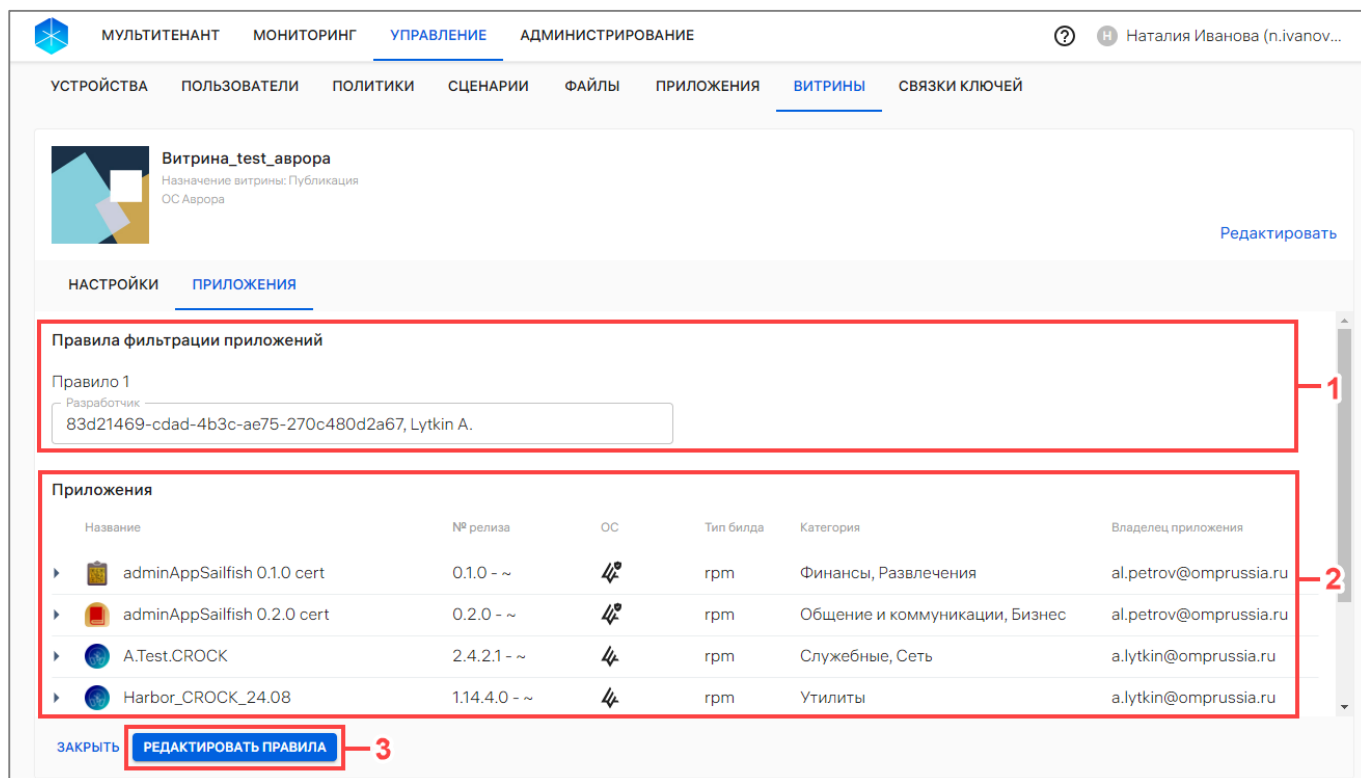 МУЛЬТИТЕНАНТ МОНИТОРИНГ УПРАВЛЕНИЕ АДМИНИСТРИРОВАНИЕ ? Н Наталия Иванова (n.ivanov...
УСТРОЙСТВА ПОЛЬЗОВАТЕЛИ ПОЛИТИКИ СЦЕНАРИИ ФАЙЛЫ ПРИЛОЖЕНИЯ ВИТРИНЫ СВЯЗКИ КЛЮЧЕЙ
Витрина_test_аврора
Назначение витрины: Публикация
ОС Аврора
Редактировать
НАСТРОЙКИ ПРИЛОЖЕНИЯ
Правила фильтрации приложений
Правило 1
1
Разработчик
83d21469-cdad-4b3c-ae75-270c480d2a67, Lytkin A.
Приложения
Название № релиза ОС Тип билда Категория Владелец приложения
adminAppSailfish 0.1.0 cert 0.1.0 - ~ rpm Финансы, Развлечения al.petrov@omprussia.ru
2
adminAppSailfish 0.2.0 cert 0.2.0 - ~ rpm Общение и коммуникации, Бизнес al.petrov@omprussia.ru
A.Test.CROCK 2.4.2.1 - ~ rpm Служебные, Сеть a.lytkin@omprussia.ru
Harbor_CROCK_24.08 1.14.4.0 - ~ rpm Утилиты a.lytkin@omprussia.ru
ЗАКРЫТЬ РЕДАКТИРОВАТЬ ПРАВИЛА 3